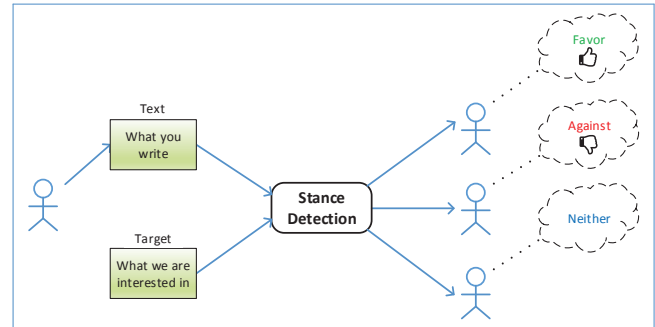 Text
What you
write
Target
What we are
interested in
Stance
Detection
Favor
Against
Neither